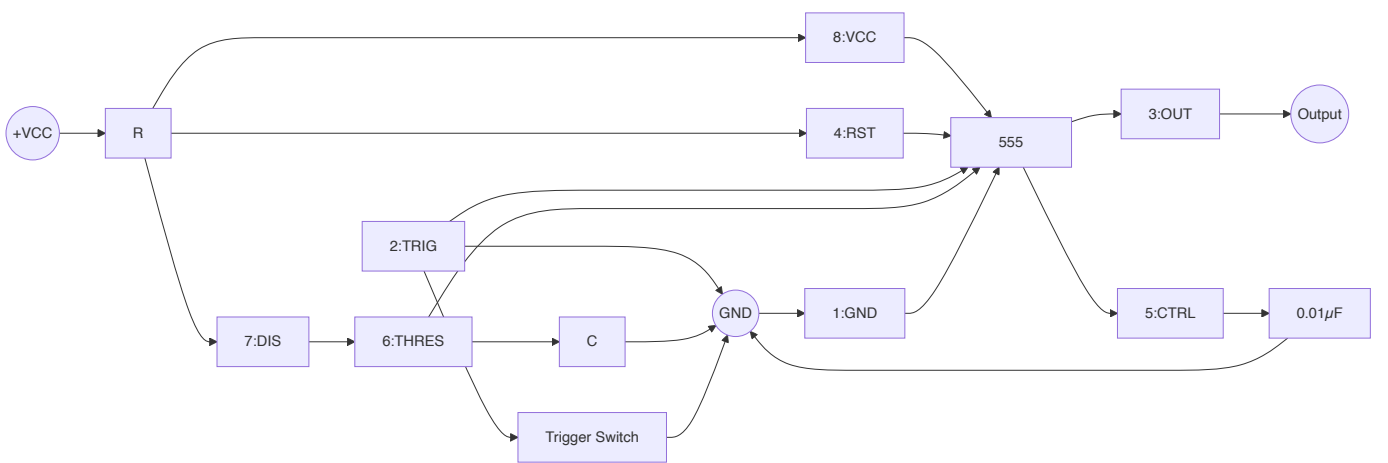 +VCC
R
8:VCC
4:RST
555
3:OUT
Output
2:TRIG
7:DIS
6:THRES
C
GND
1:GND
5:CTRL
0.01µF
Trigger Switch